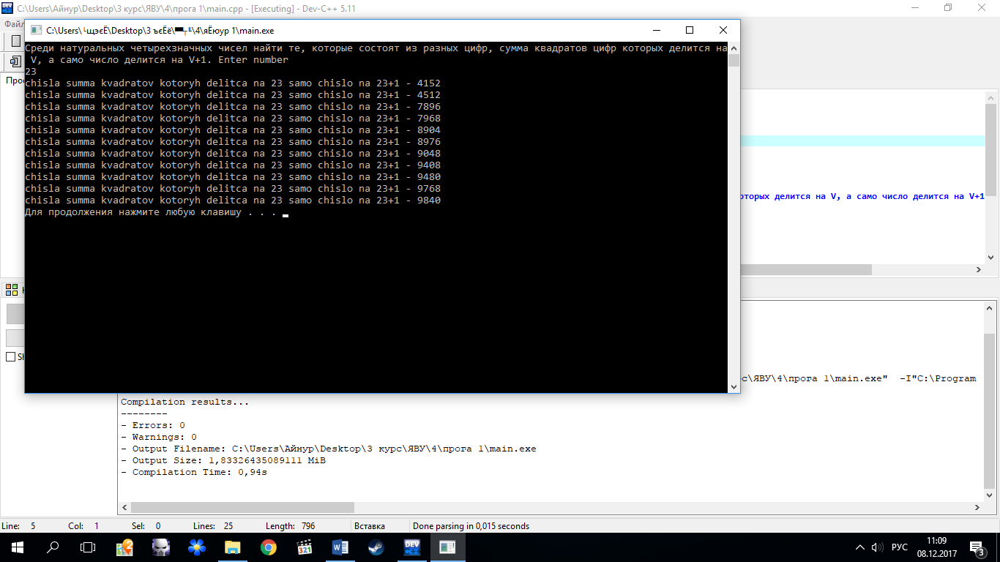 C:\Users\Айнур\Desktop\3 курс\ЯВУ\4\прога 1\main.cpp - [Executing] - Dev-C++ 5.11
Файл
C:\Users\└щэєЁ\Desktop\3 ъєЁё\▀┬╙\4\яЁюур 1\main.exe
Среди натуральных четырехзначных чисел найти те, которые состоят из разных цифр, сумма квадратов цифр которых делится на
V, а само число делится на V+1. Enter number
23
chisla summa kvadratov kotoryh delitca na 23 samo chislo na 23+1 - 4152
chisla summa kvadratov kotoryh delitca na 23 samo chislo na 23+1 - 4512
chisla summa kvadratov kotoryh delitca na 23 samo chislo na 23+1 - 7896
chisla summa kvadratov kotoryh delitca na 23 samo chislo na 23+1 - 7968
chisla summa kvadratov kotoryh delitca na 23 samo chislo na 23+1 - 8904
chisla summa kvadratov kotoryh delitca na 23 samo chislo na 23+1 - 8976
chisla summa kvadratov kotoryh delitca na 23 samo chislo na 23+1 - 9048
chisla summa kvadratov kotoryh delitca na 23 samo chislo na 23+1 - 9408
chisla summa kvadratov kotoryh delitca na 23 samo chislo na 23+1 - 9480
chisla summa kvadratov kotoryh delitca na 23 samo chislo na 23+1 - 9768
chisla summa kvadratov kotoryh delitca na 23 samo chislo na 23+1 - 9840
Для продолжения нажмите любую клавишу . . .
Прос
оторых делится на V, а само число делится на V+1
Sh
рс\ЯВУ\4\прога 1\main.exe" -I"C:\Program
Compilation results...
--------
- Errors: 0
- Warnings: 0
- Output Filename: C:\Users\Айнур\Desktop\3 курс\ЯВУ\4\прога 1\main.exe
- Output Size: 1,83326435089111 MiB
- Compilation Time: 0,94s
Line: 5 Col: 1 Sel: 0 Lines: 25 Length: 796 Вставка Done parsing in 0,015 seconds
2
321
DEV
РУС
11:09
08.12.2017
3